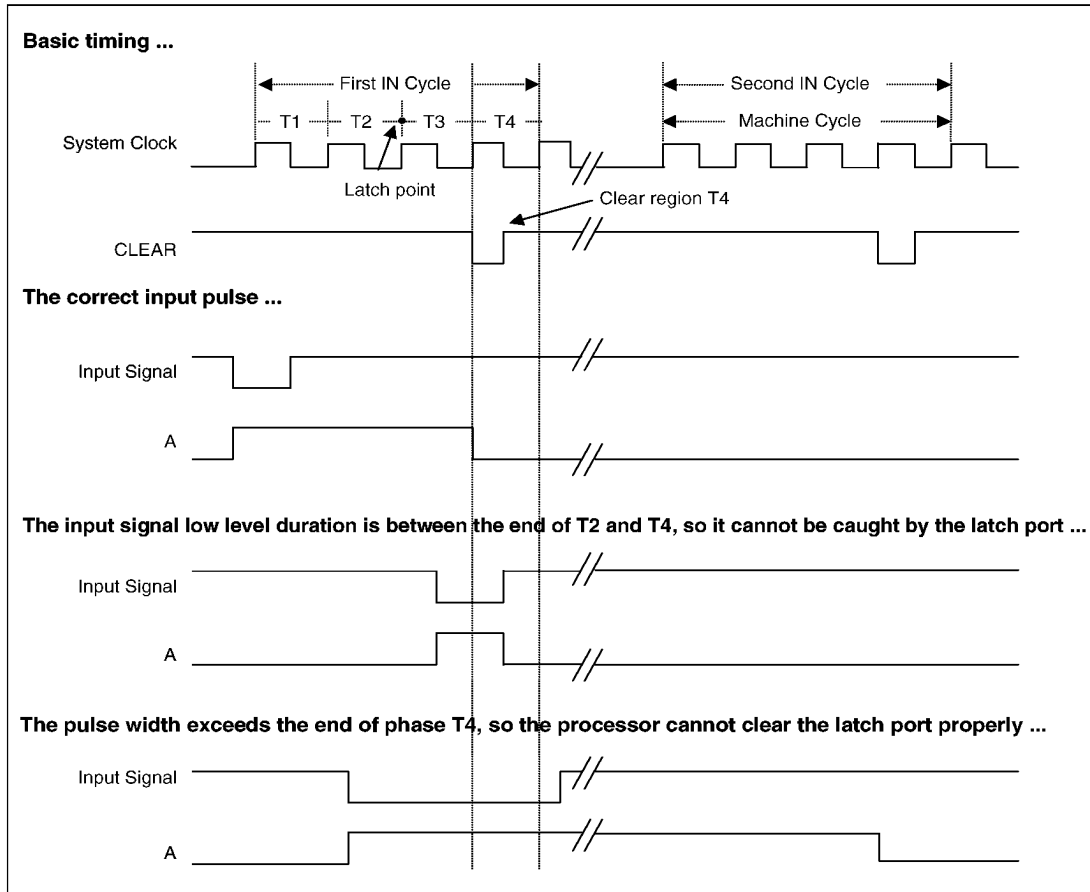 Basic timing ...
First IN Cycle
Second IN Cycle
T1 T2 T3 T4
Machine Cycle
System Clock
Latch point
Clear region T4
CLEAR
The correct input pulse ...
Input Signal
A
The input signal low level duration is between the end of T2 and T4, so it cannot be caught by the latch port ...
Input Signal
A
The pulse width exceeds the end of phase T4, so the processor cannot clear the latch port properly ...
Input Signal
A